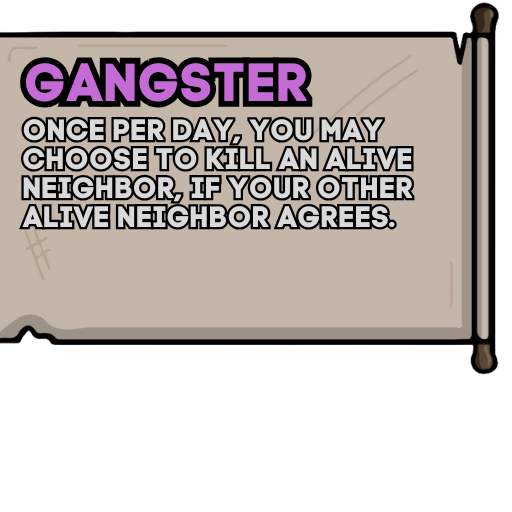 GANGSTER
ONCE PER DAY, YOU MAY
CHOOSE TO KILL AN ALIVE
NEIGHBOR, IF YOUR OTHER
ALIVE NEIGHBOR AGREES.